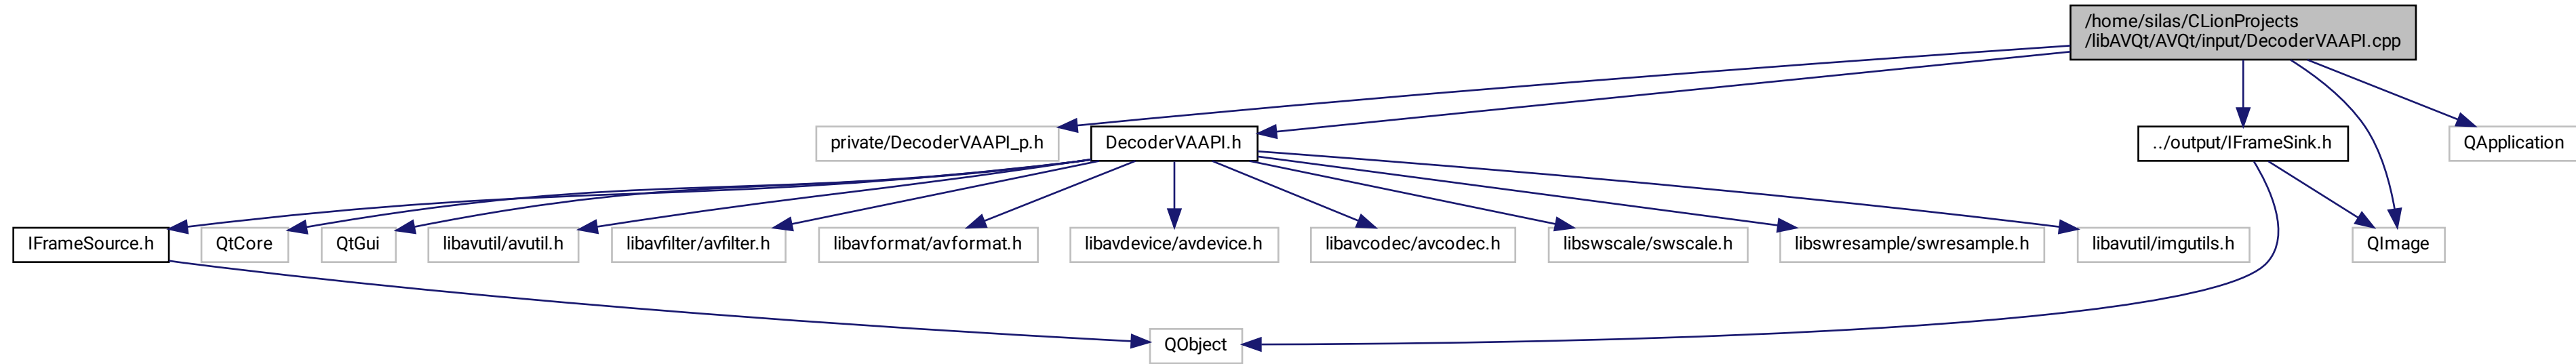 /home/silas/CLionProjects
/libAVQt/AVQt/input/DecoderVAAPI.cpp
private/DecoderVAAPI_p.h
DecoderVAAPI.h
../output/IFrameSink.h
QApplication
IFrameSource.h
QtCore
QtGui
libavutil/avutil.h
libavfilter/avfilter.h
libavformat/avformat.h
libavdevice/avdevice.h
libavcodec/avcodec.h
libswscale/swscale.h
libswresample/swresample.h
libavutil/imgutils.h
QImage
QObject